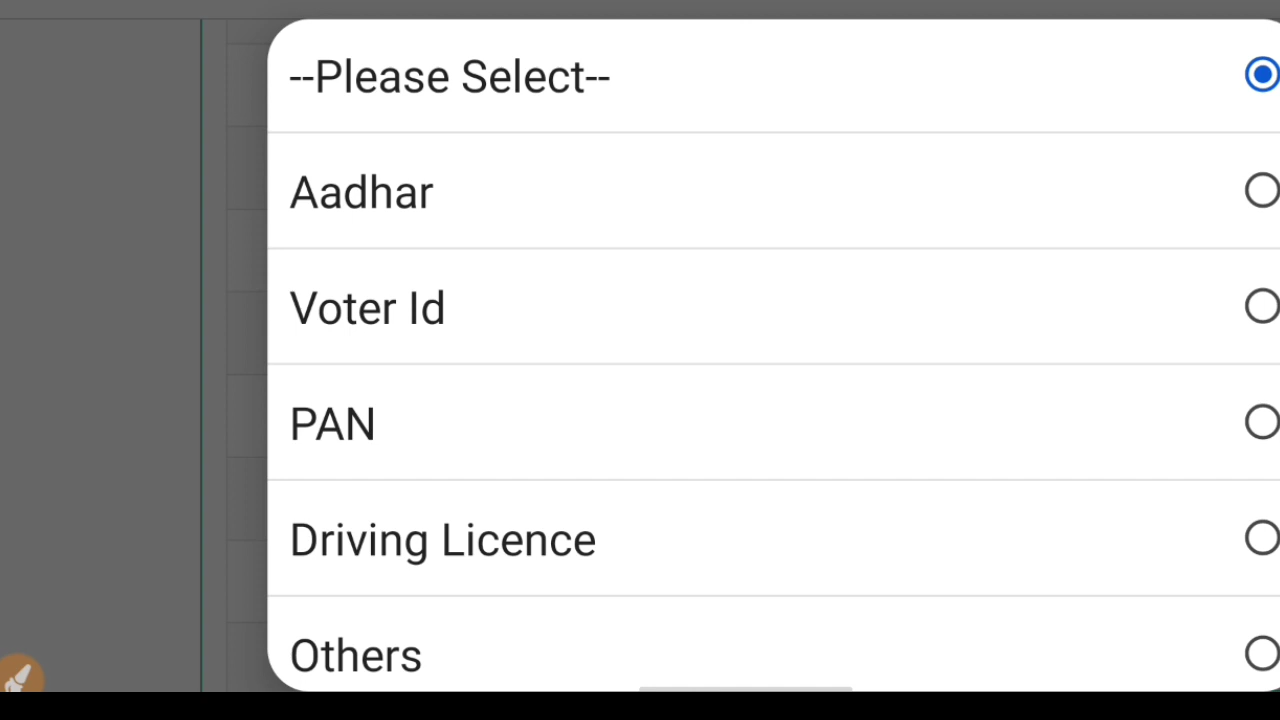 --Please Select--
Aadhar
Voter Id
PAN
Driving Licence
Others